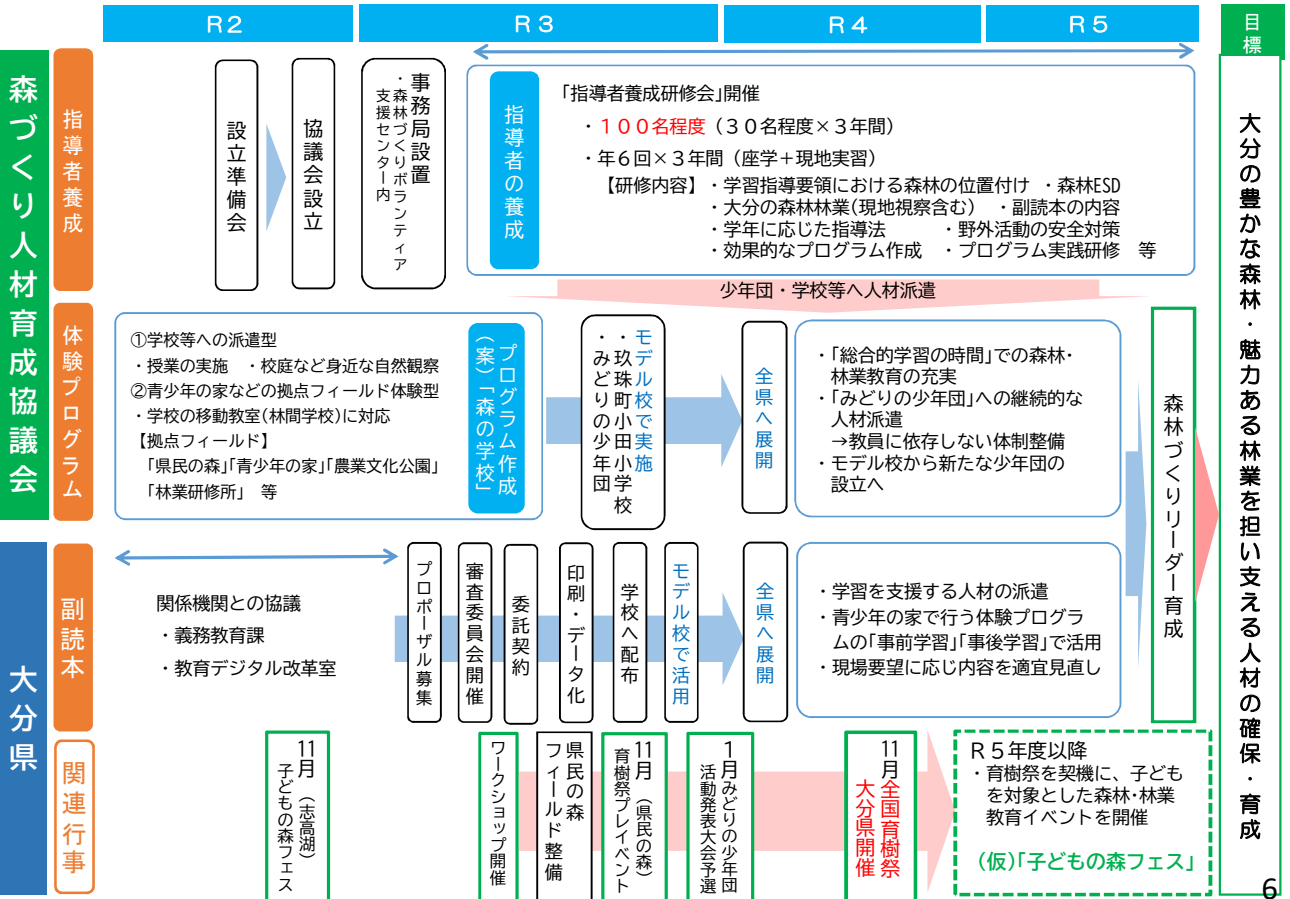 R2
R3
R4
R5
目標
森づくり人材育成協議会
大分県
指導者養成
設立準備会
協議会設立
事務局設置
・森林づくりボランティア
支援センター内
指導者の養成
「指導者養成研修会」開催
・１００名程度（３０名程度×３年間）
・年６回×３年間（座学＋現地実習）
【研修内容】・学習指導要領における森林の位置付け ・森林ESD
・大分の森林林業（現地視察含む） ・副読本の内容
・学年に応じた指導法 ・野外活動の安全対策
・効果的なプログラム作成 ・プログラム実践研修 等
少年団・学校等へ人材派遣
体験プログラム
①学校等への派遣型
・授業の実施 ・校庭など身近な自然観察
②青少年の家などの拠点フィールド体験型
・学校の移動教室（林間学校）に対応
【拠点フィールド】
「県民の森」「青少年の家」「農業文化公園」
「林業研修所」 等
プログラム作成
（案）「森の学校」
モデル校で実施
・玖珠町小田小学校
・みどりの少年団
全県へ展開
・「総合的学習の時間」での森林・
林業教育の充実
・「みどりの少年団」への継続的な
人材派遣
→教員に依存しない体制整備
・モデル校から新たな少年団の
設立へ
森林づくりリーダー育成
副読本
関係機関との協議
・義務教育課
・教育デジタル改革室
プロポーザル募集
審査委員会開催
委託契約
印刷・データ化
学校へ配布
モデル校で活用
全県へ展開
・学習を支援する人材の派遣
・青少年の家で行う体験プログラ
ムの「事前学習」「事後学習」で活用
・現場要望に応じ内容を適宜見直し
関連行事
11月（志高湖）
子どもの森フェス
ワークショップ開催
県民の森
フィールド整備
11月（県民の森）
育樹祭プレイベント
1月みどりの少年団
活動発表大会予選
11月全国育樹祭
大分県開催
R５年度以降
・育樹祭を契機に、子ども
を対象とした森林・林業
教育イベントを開催
（仮）「子どもの森フェス」
大分の豊かな森林・魅力ある林業を担い支える人材の確保・育成
6